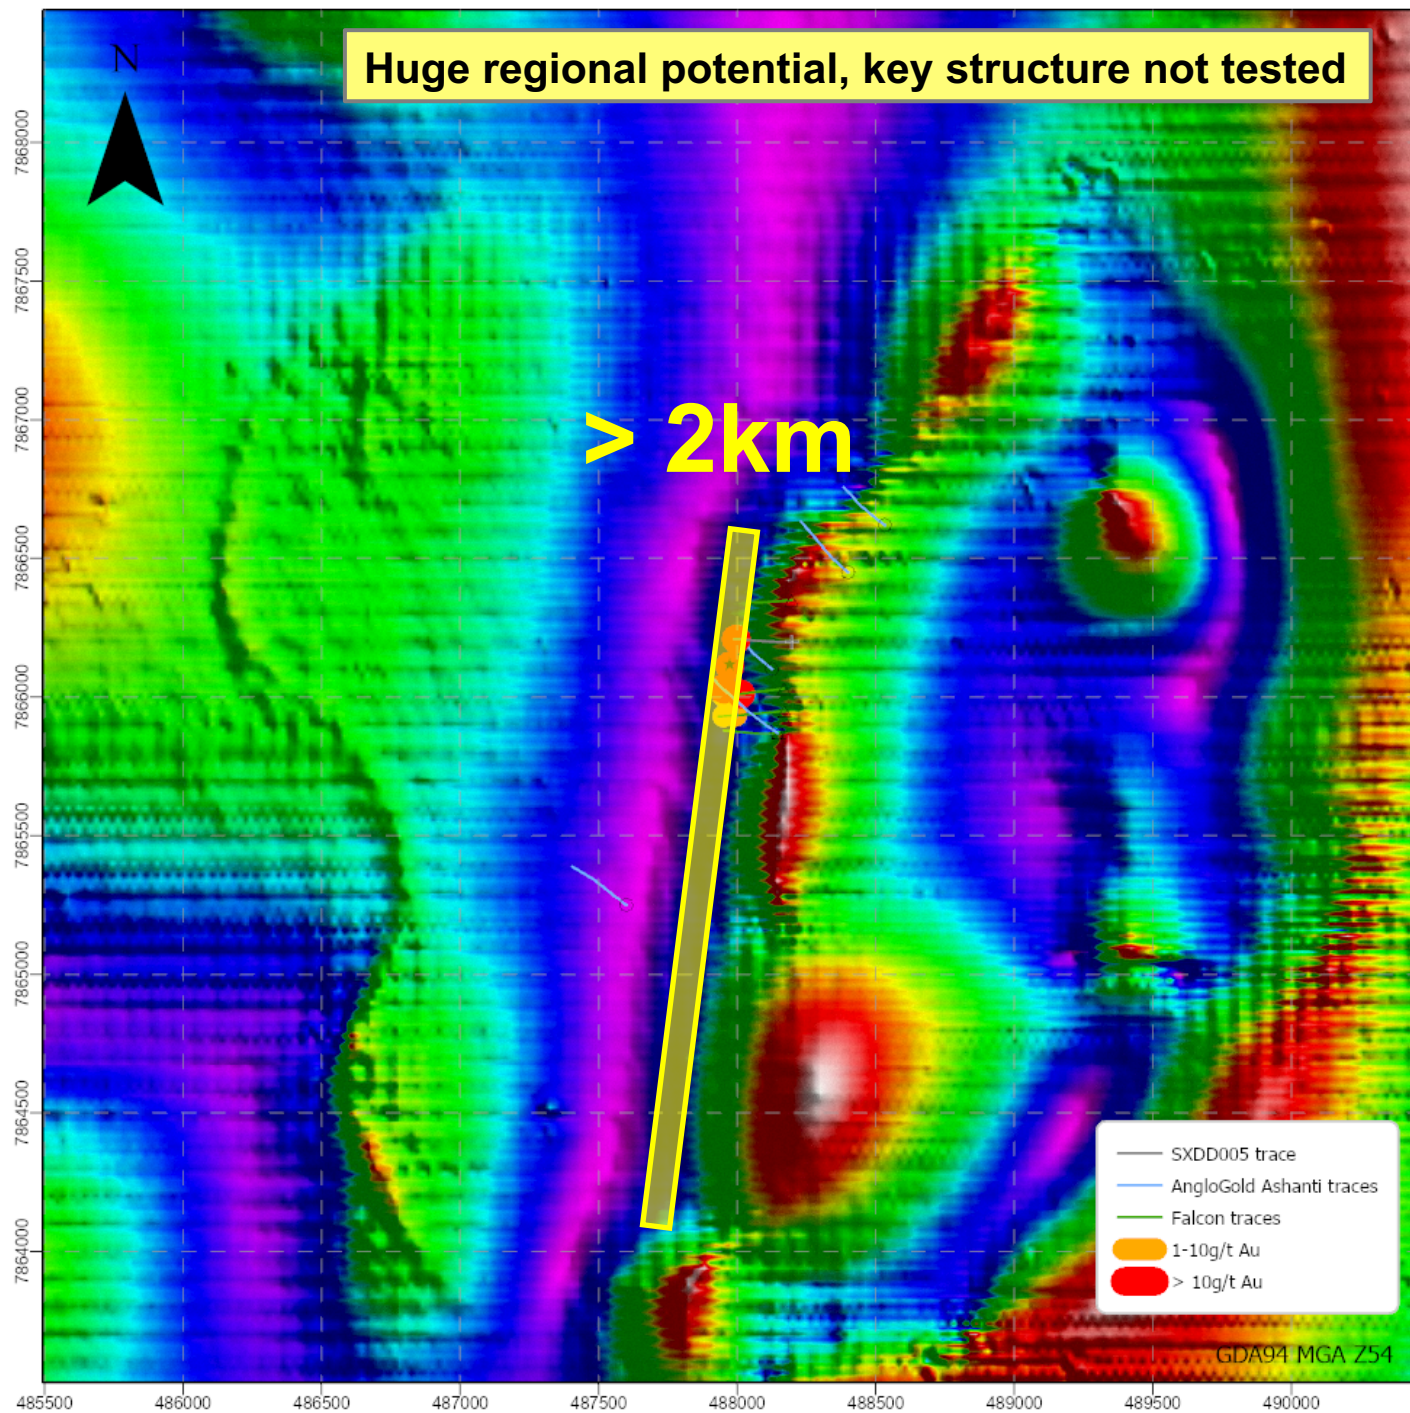 N
Huge regional potential, key structure not tested
> 2km
7868000
7867500
7867000
7866500
7866000
7865500
7865000
7864500
7864000
SXDD005 trace
AngloGold Ashanti traces
Falcon traces
1-10g/t Au
> 10g/t Au
GDA94 MGA Z54
485500 486000 486500 487000 487500 488000 488500 489000 489500 490000